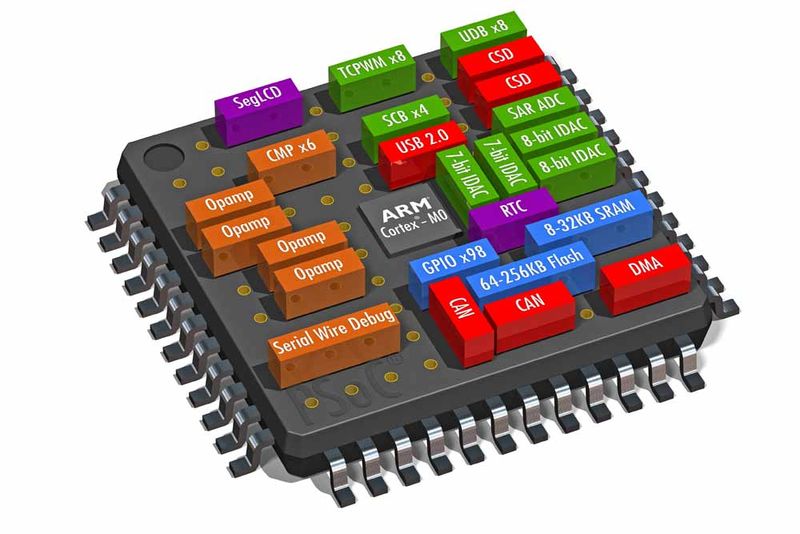 UDB x8
CSD
TCPWM x8
CSD
SegLCD
SAR ADC
SCB x4
8-bit IDAC
USB 2.0
CMP x6
7-bit IDAC
7-bit IDAC
8-bit IDAC
Opamp
ARM
Cortex - M0
RTC
8-32KB SRAM
Opamp
Opamp
GPIO x98
64-256KB Flash
DMA
Opamp
CAN
CAN
Serial Wire Debug
PSoC®